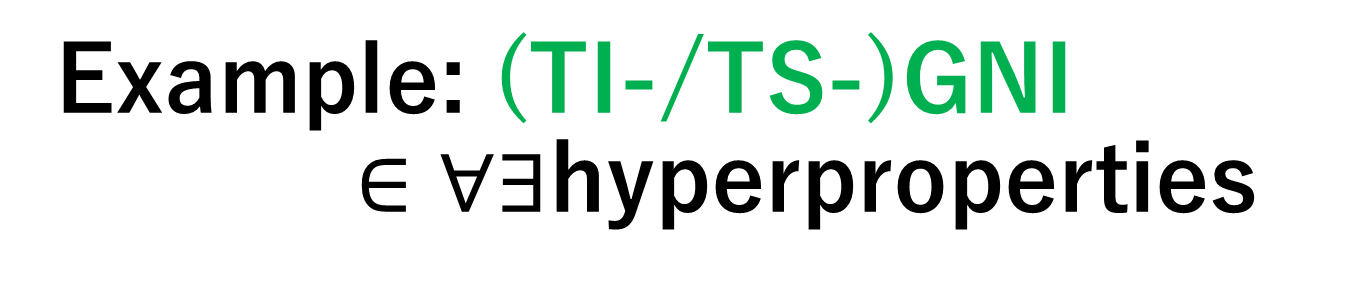 Example: (TI-/TS-)GNI
∈ ∀∃hyperproperties